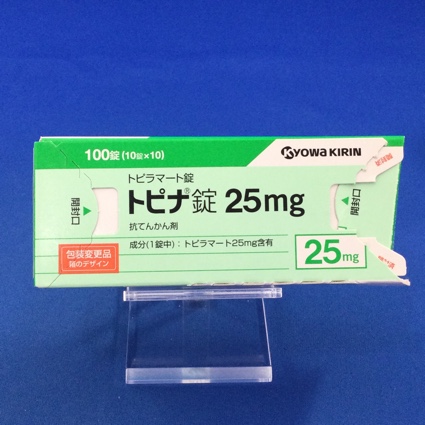 100錠(10錠×10)
KYOWA KIRIN
トピラマート錠
トピナ®錠 25mg
抗てんかん剤
成分(1錠中):トピラマート25mg含有
開封口
開封口
包装変更品
箱のデザイン
25mg